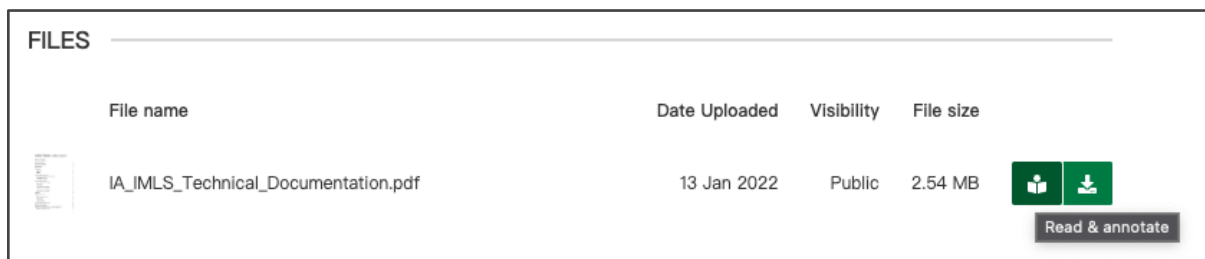 FILES
File name Date Uploaded Visibility File size
IA_IMLS_Technical_Documentation.pdf 13 Jan 2022 Public 2.54 MB
Read & annotate